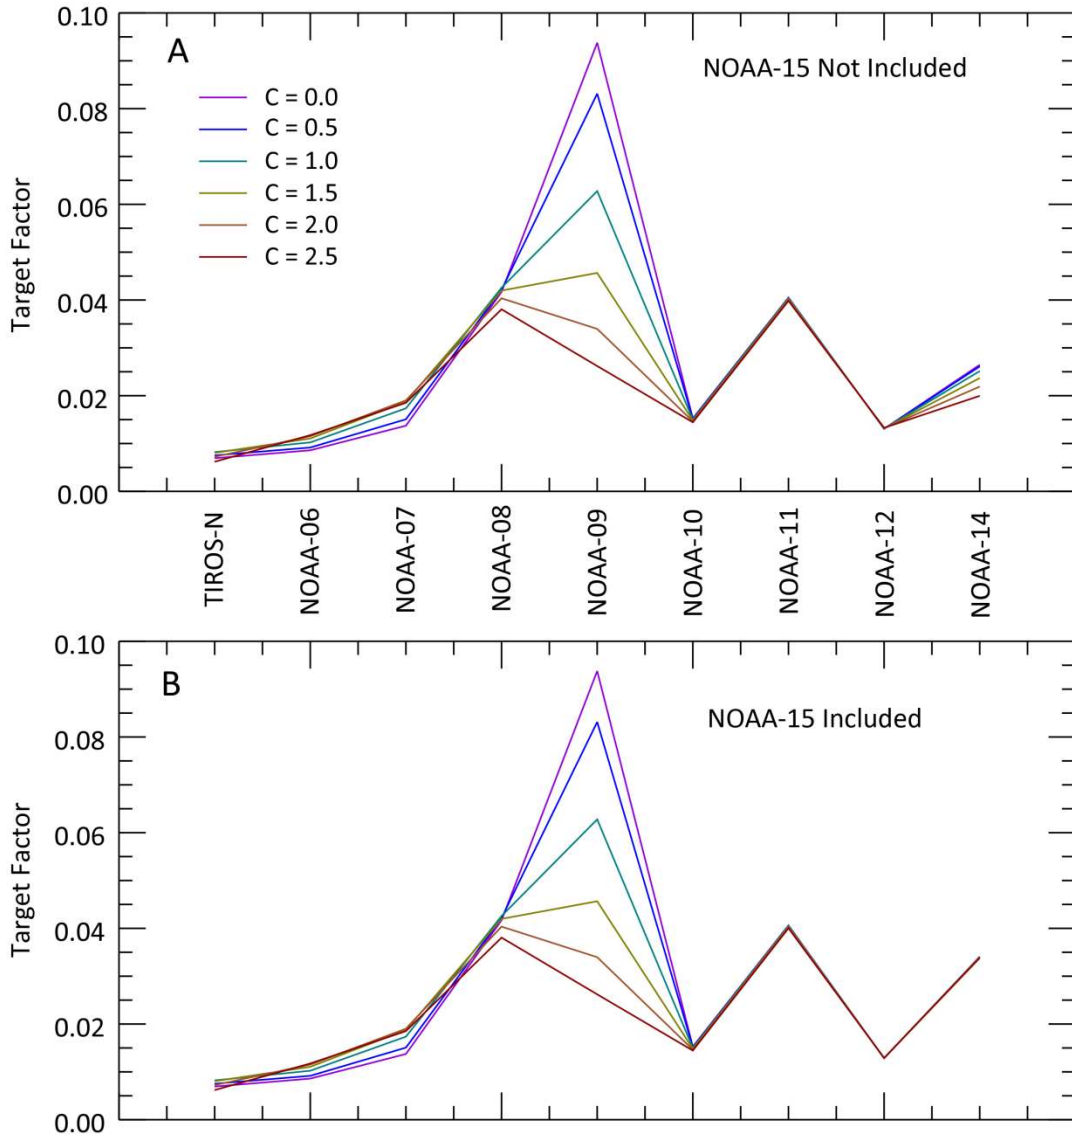 0.10
A
NOAA-15 Not Included
C = 0.0
0.08
C = 0.5
C = 1.0
0.06
C = 1.5
C = 2.0
C = 2.5
0.04
0.02
0.00
Target Factor
TIROS-N
NOAA-06
NOAA-07
NOAA-08
NOAA-09
NOAA-10
NOAA-11
NOAA-12
NOAA-14
0.10
B
NOAA-15 Included
0.08
0.06
0.04
0.02
0.00
Target Factor